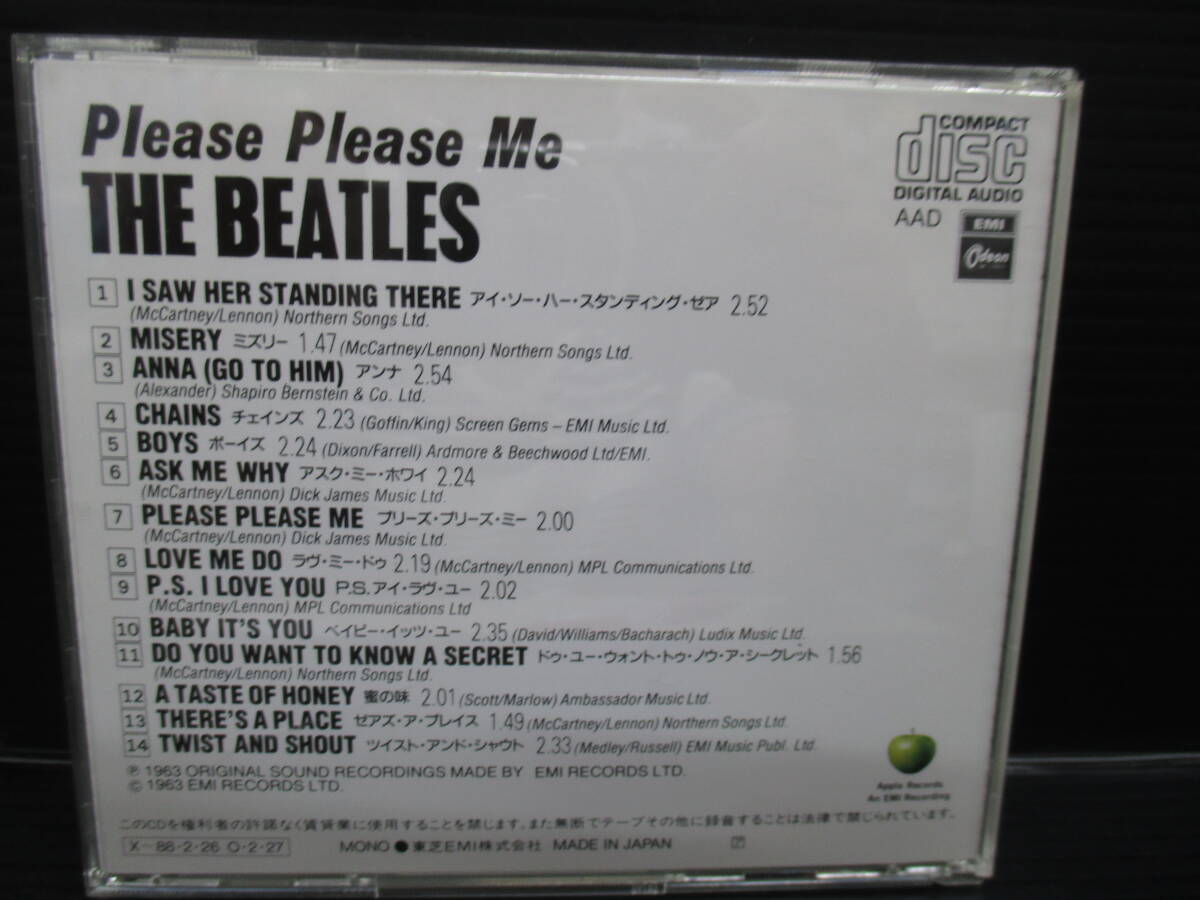 Please Please Me
THE BEATLES
COMPACT
disc
DIGITAL AUDIO
AAD
EMI
Odeon
1 I SAW HER STANDING THERE アイ・ソー・ハー・スタンディング・ゼア 2.52
(McCartney/Lennon) Northern Songs Ltd.
2 MISERY ミズリー 1.47 (McCartney/Lennon) Northern Songs Ltd.
3 ANNA (GO TO HIM) アンナ 2.54
(Alexander) Shapiro Bernstein & Co. Ltd.
4 CHAINS チェインズ 2.23 (Goffin/King) Screen Gems – EMI Music Ltd.
5 BOYS ボーイズ 2.24 (Dixon/Farrell) Ardmore & Beechwood Ltd/EMI.
6 ASK ME WHY アスク・ミー・ホワイ 2.24
(McCartney/Lennon) Dick James Music Ltd.
7 PLEASE PLEASE ME プリーズ・プリーズ・ミー 2.00
(McCartney/Lennon) Dick James Music Ltd.
8 LOVE ME DO ラヴ・ミー・ドゥ 2.19 (McCartney/Lennon) MPL Communications Ltd.
9 P.S. I LOVE YOU P.S.アイ・ラヴ・ユー 2.02
(McCartney/Lennon) MPL Communications Ltd
10 BABY IT'S YOU ベイビー・イッツ・ユー 2.35 (David/Williams/Bacharach) Ludix Music Ltd.
11 DO YOU WANT TO KNOW A SECRET ドゥ・ユー・ウォント・トゥ・ノウ・ア・シークレット 1.56
(McCartney/Lennon) Northern Songs Ltd.
12 A TASTE OF HONEY 蜜の味 2.01 (Scott/Marlow) Ambassador Music Ltd.
13 THERE'S A PLACE ゼアズ・ア・プレイス 1.49 (McCartney/Lennon) Northern Songs Ltd.
14 TWIST AND SHOUT ツイスト・アンド・シャウト 2.33 (Medley/Russell) EMI Music Publ. Ltd.
℗ 1963 ORIGINAL SOUND RECORDINGS MADE BY EMI RECORDS LTD.
© 1963 EMI RECORDS LTD.
Apple Records
An EMI Recording
このCDを権利者の許諾なく賃貸業に使用することを禁じます。また無断でテープその他に録音することは法律で禁じられています。
X-88-2-26 O-2-27 MONO ● 東芝EMI株式会社 MADE IN JAPAN